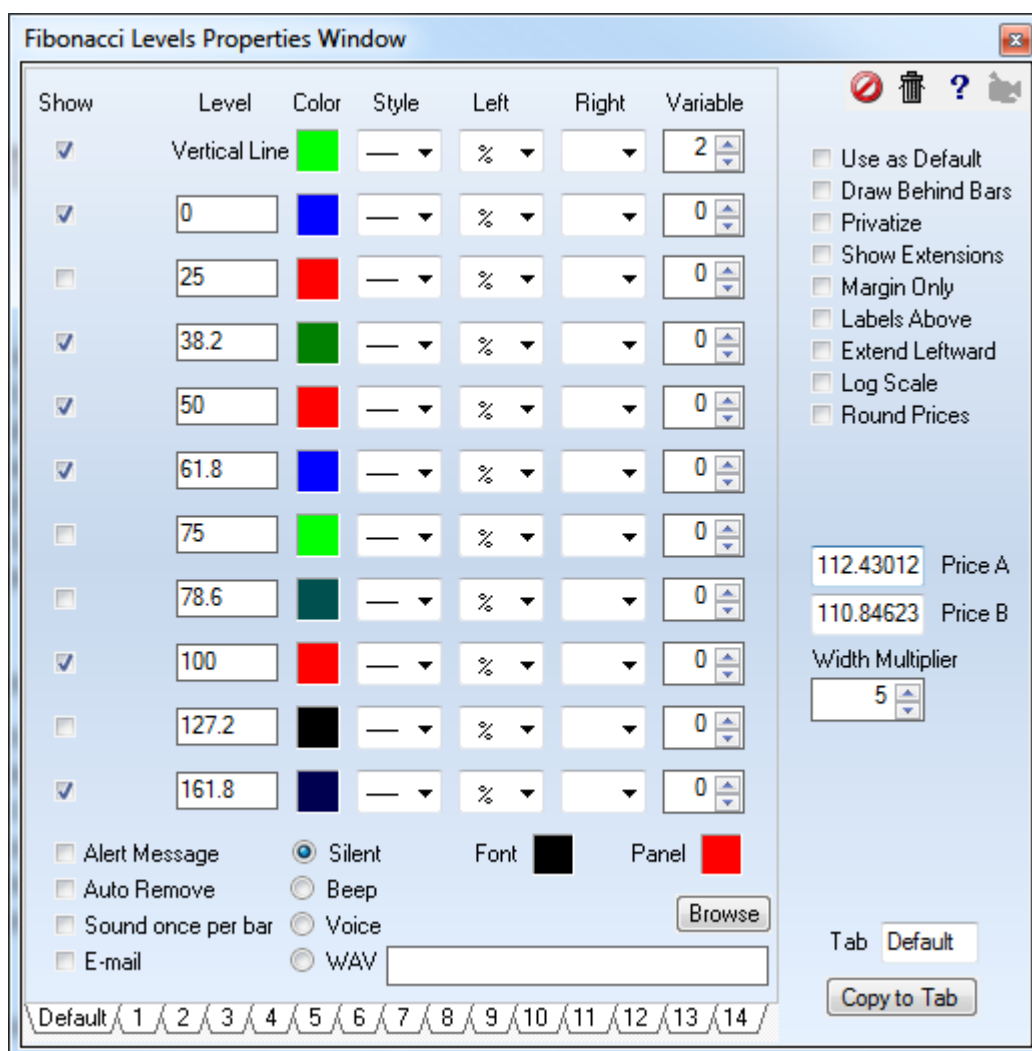 Fibonacci Levels Properties Window
Show Level Color Style Left Right Variable
Vertical Line % 2
0 % 0
25 % 0
38.2 % 0
50 % 0
61.8 % 0
75 % 0
78.6 % 0
100 % 0
127.2 % 0
161.8 % 0
Alert Message Silent Font Panel
Auto Remove Beep
Sound once per bar Voice Browse
E-mail WAV
Default 1 2 3 4 5 6 7 8 9 10 11 12 13 14
?
Use as Default
Draw Behind Bars
Privatize
Show Extensions
Margin Only
Labels Above
Extend Leftward
Log Scale
Round Prices
112.43012 Price A
110.84623 Price B
Width Multiplier
5
Tab Default
Copy to Tab